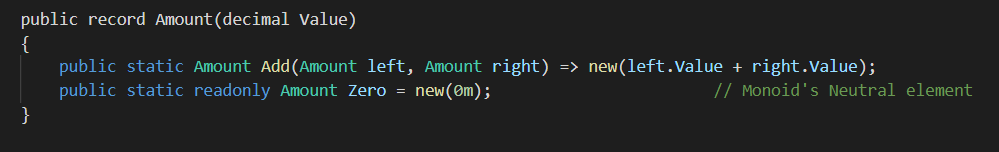 public record Amount(decimal Value)
{
    public static Amount Add(Amount left, Amount right) => new(left.Value + right.Value);
    public static readonly Amount Zero = new(0m);                    // Monoid's Neutral element
}